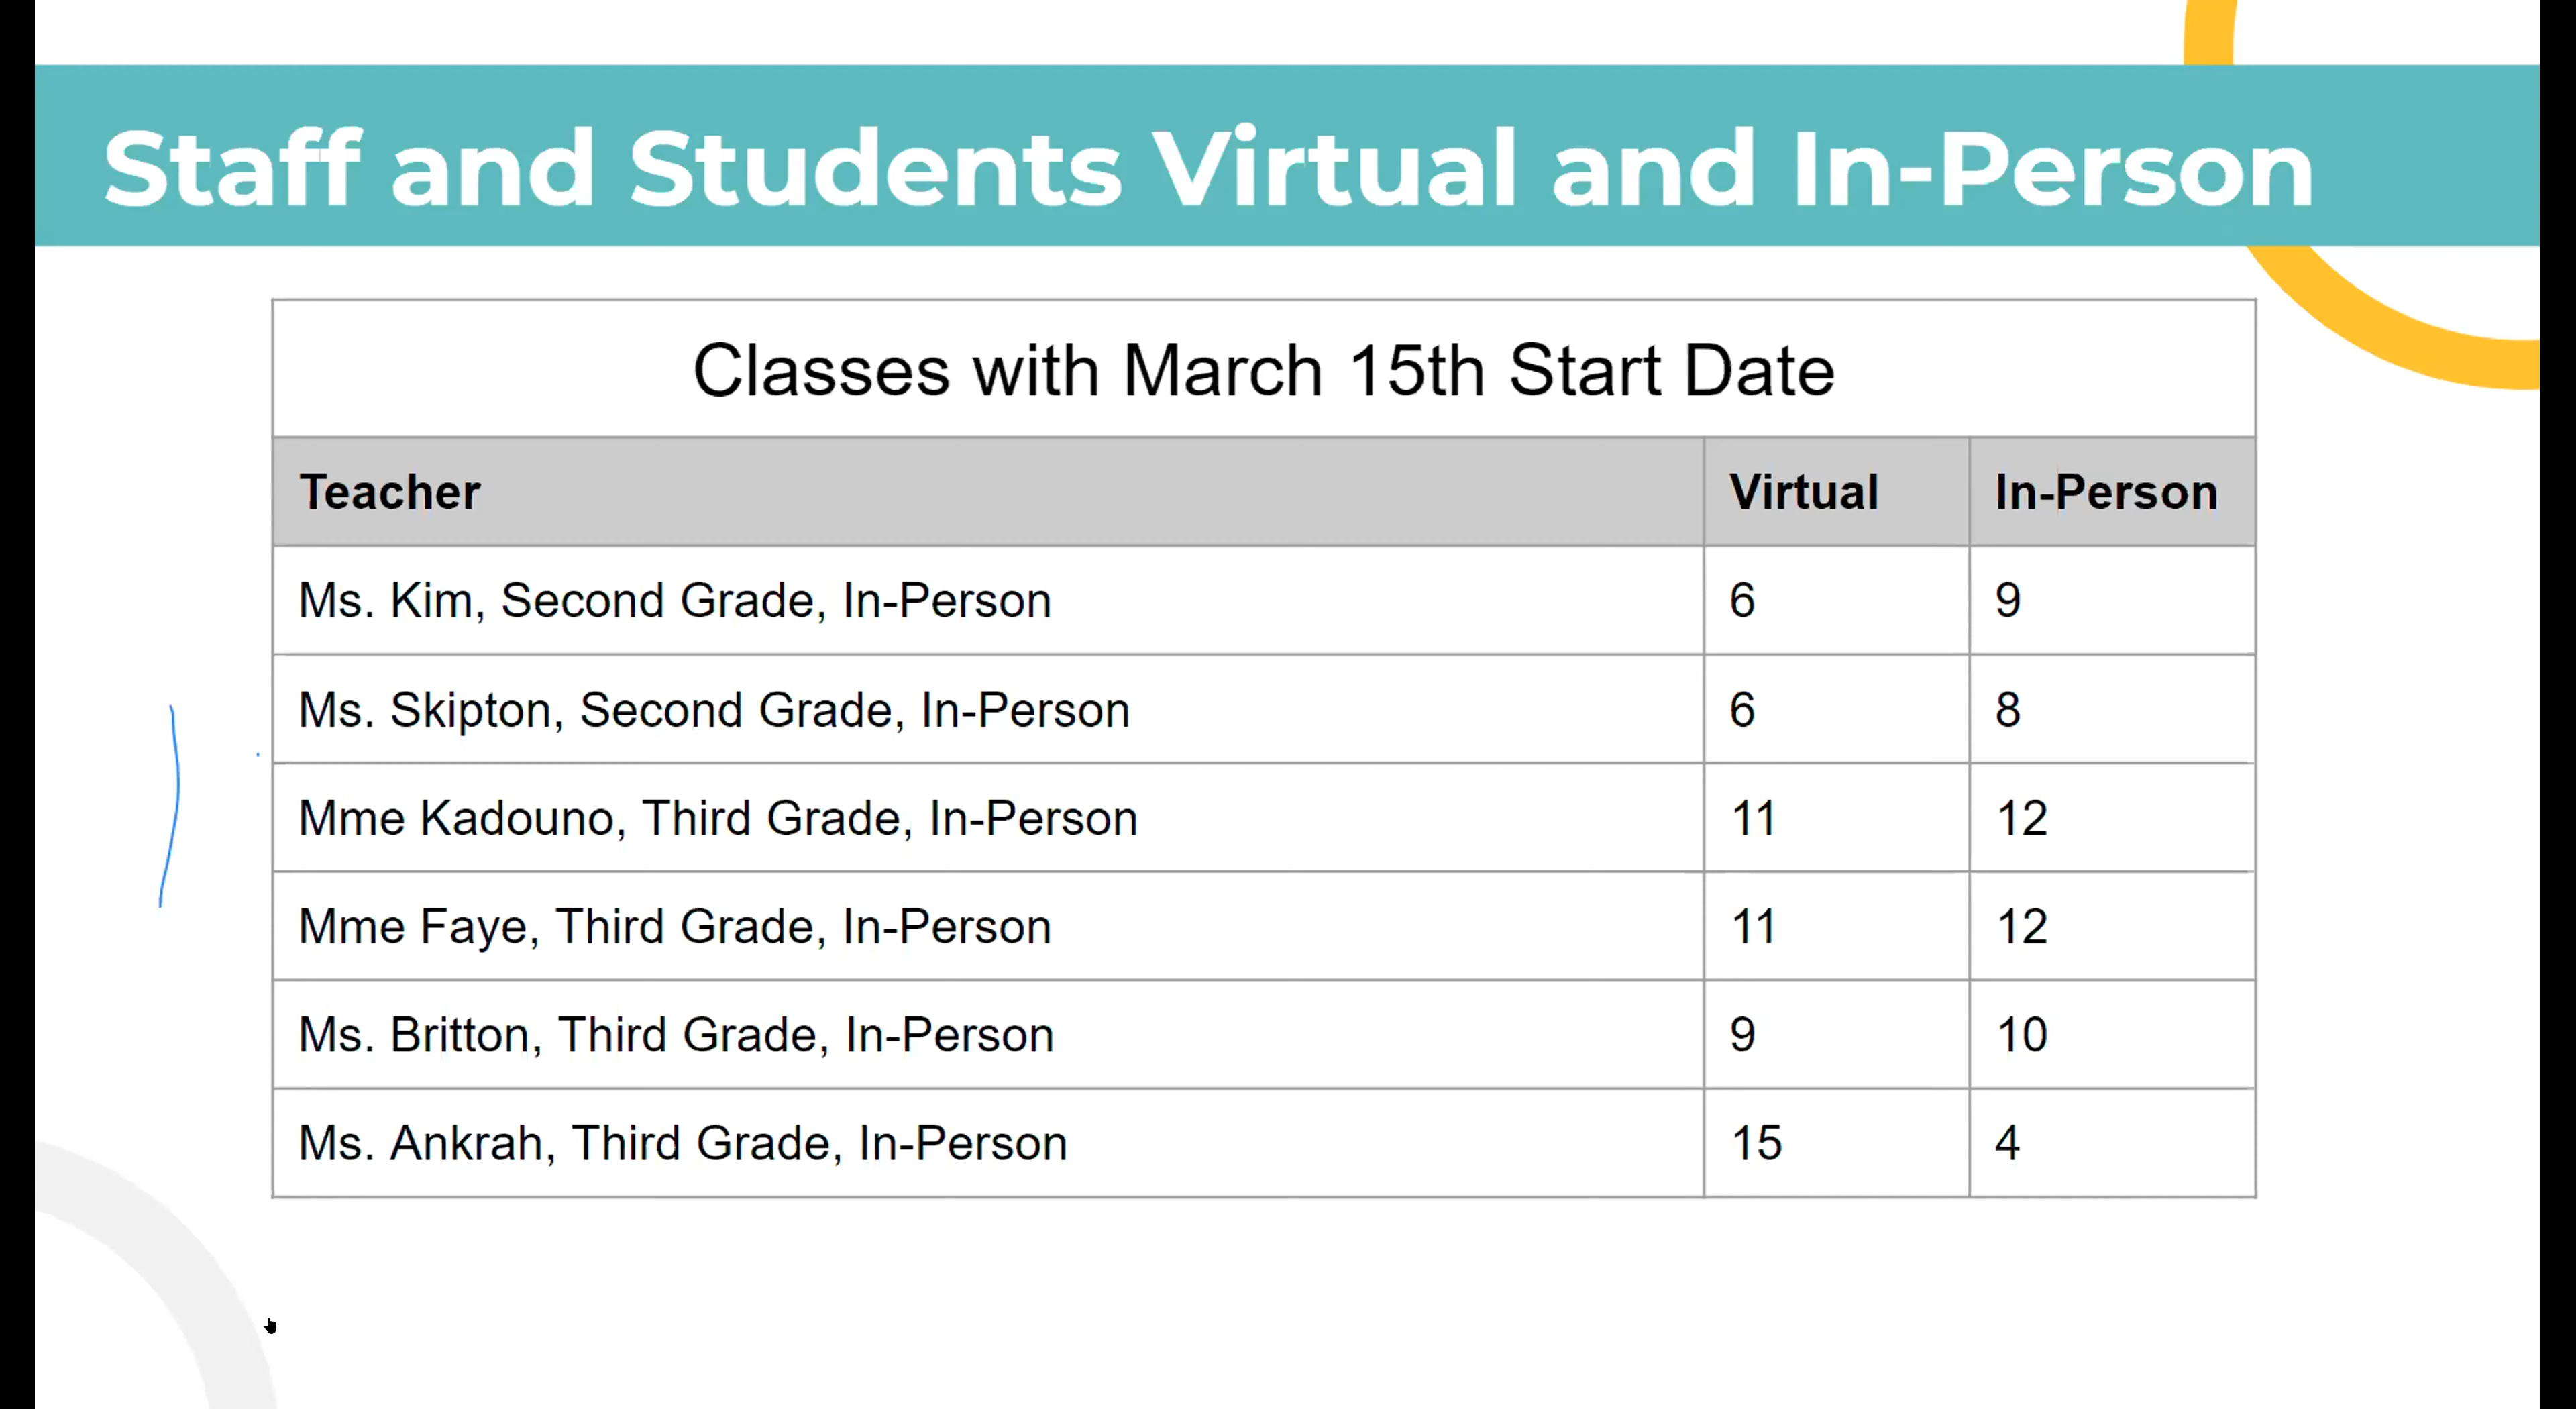 Staff and Students Virtual and In-Person
Classes with March 15th Start Date
Teacher Virtual In-Person
Ms. Kim, Second Grade, In-Person 6 9
Ms. Skipton, Second Grade, In-Person 6 8
Mme Kadouno, Third Grade, In-Person 11 12
Mme Faye, Third Grade, In-Person 11 12
Ms. Britton, Third Grade, In-Person 9 10
Ms. Ankrah, Third Grade, In-Person 15 4